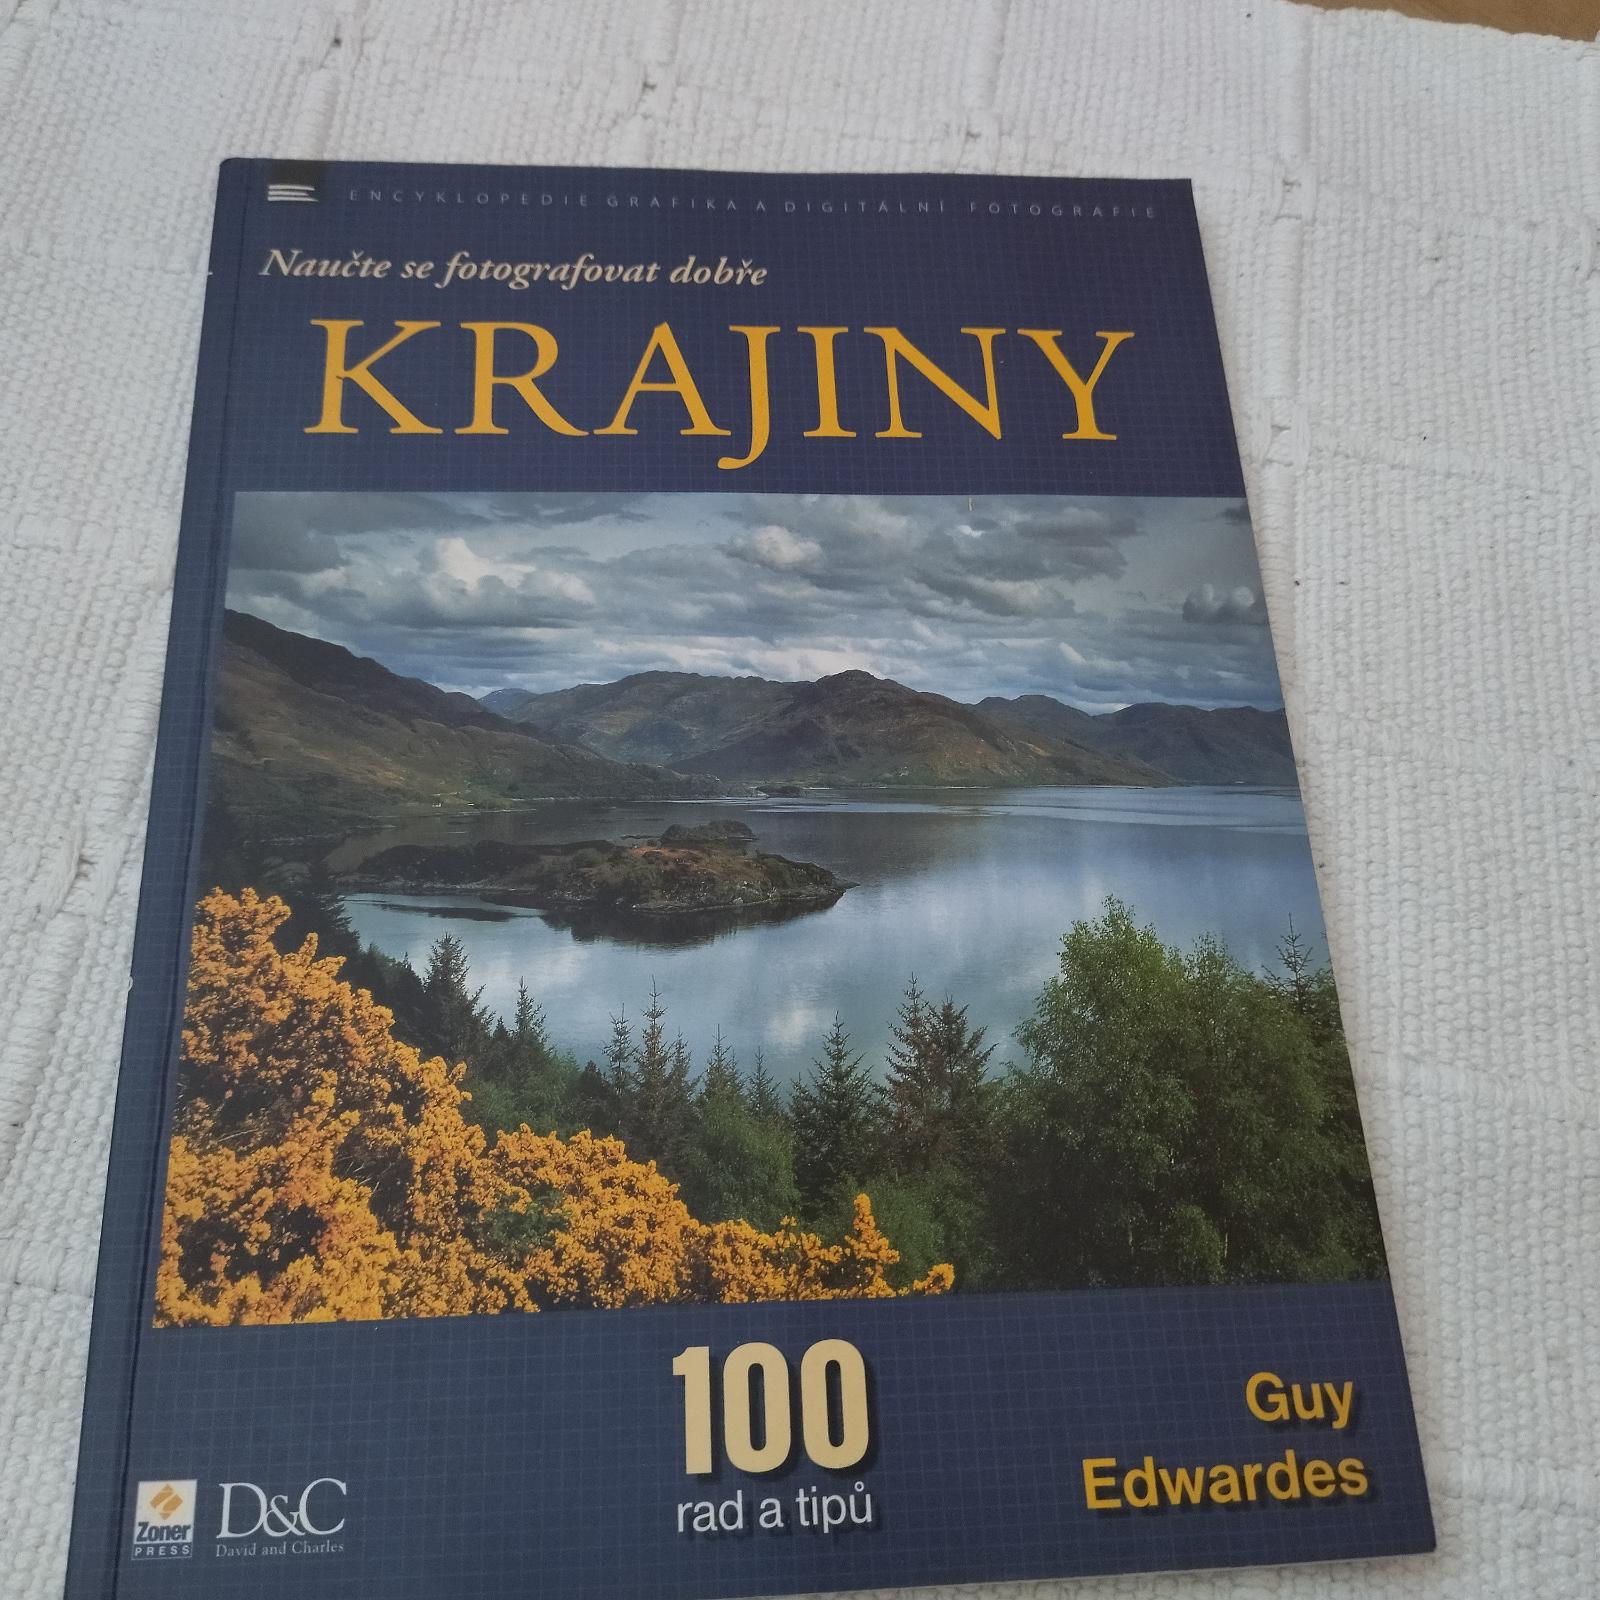 ENCYKLOPEDIE GRAFIKA A DIGITÁLNÍ FOTOGRAFIE
Naučte se fotografovat dobře
KRAJINY
100
rad a tipů
Guy
Edwardes
Zoner
PRESS
D&C
David and Charles